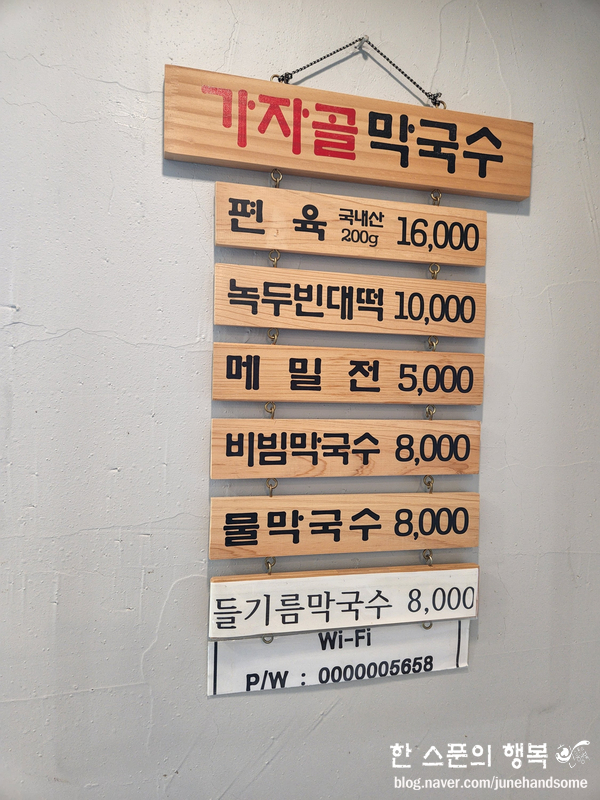 가자골막국수
편 육 국내산 200g 16,000
녹두빈대떡 10,000
메 밀 전 5,000
비빔막국수 8,000
물막국수 8,000
들기름막국수 8,000
Wi-Fi
P/W : 0000005658
한 스푼의 행복
blog.naver.com/junehandsome